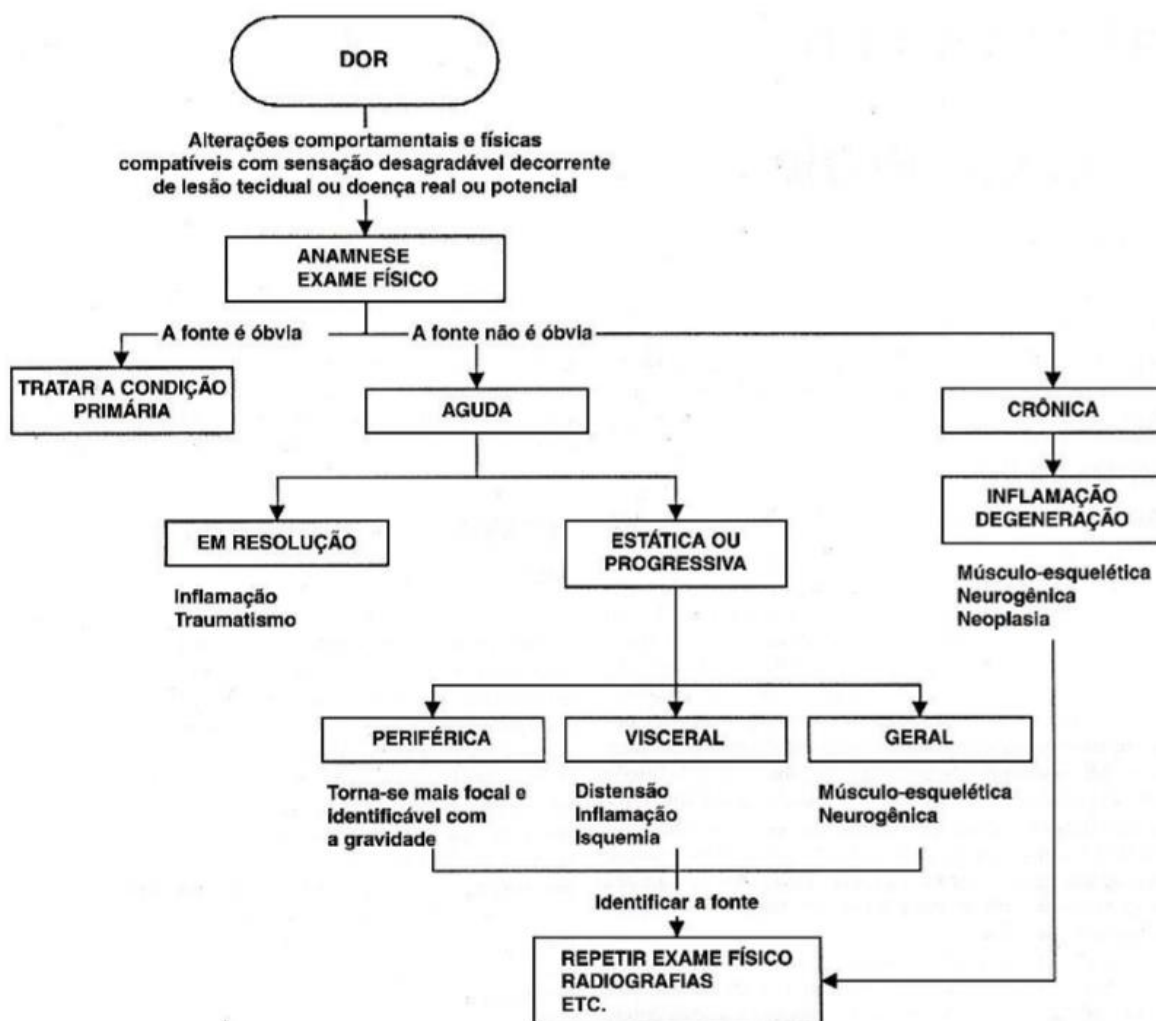 DOR
Alterações comportamentais e físicas
compatíveis com sensação desagradável decorrente
de lesão tecidual ou doença real ou potencial
ANAMNESE
EXAME FÍSICO
A fonte é óbvia
A fonte não é óbvia
TRATAR A CONDIÇÃO
PRIMÁRIA
AGUDA
CRÔNICA
EM RESOLUÇÃO
Inflamação
Traumatismo
ESTÁTICA OU
PROGRESSIVA
INFLAMAÇÃO
DEGENERAÇÃO
Músculo-esquelética
Neurogênica
Neoplasia
PERIFÉRICA
Torna-se mais focal e
identificável com
a gravidade
VISCERAL
Distensão
Inflamação
Isquemia
GERAL
Músculo-esquelética
Neurogênica
Identificar a fonte
REPETIR EXAME FÍSICO
RADIOGRAFIAS
ETC.